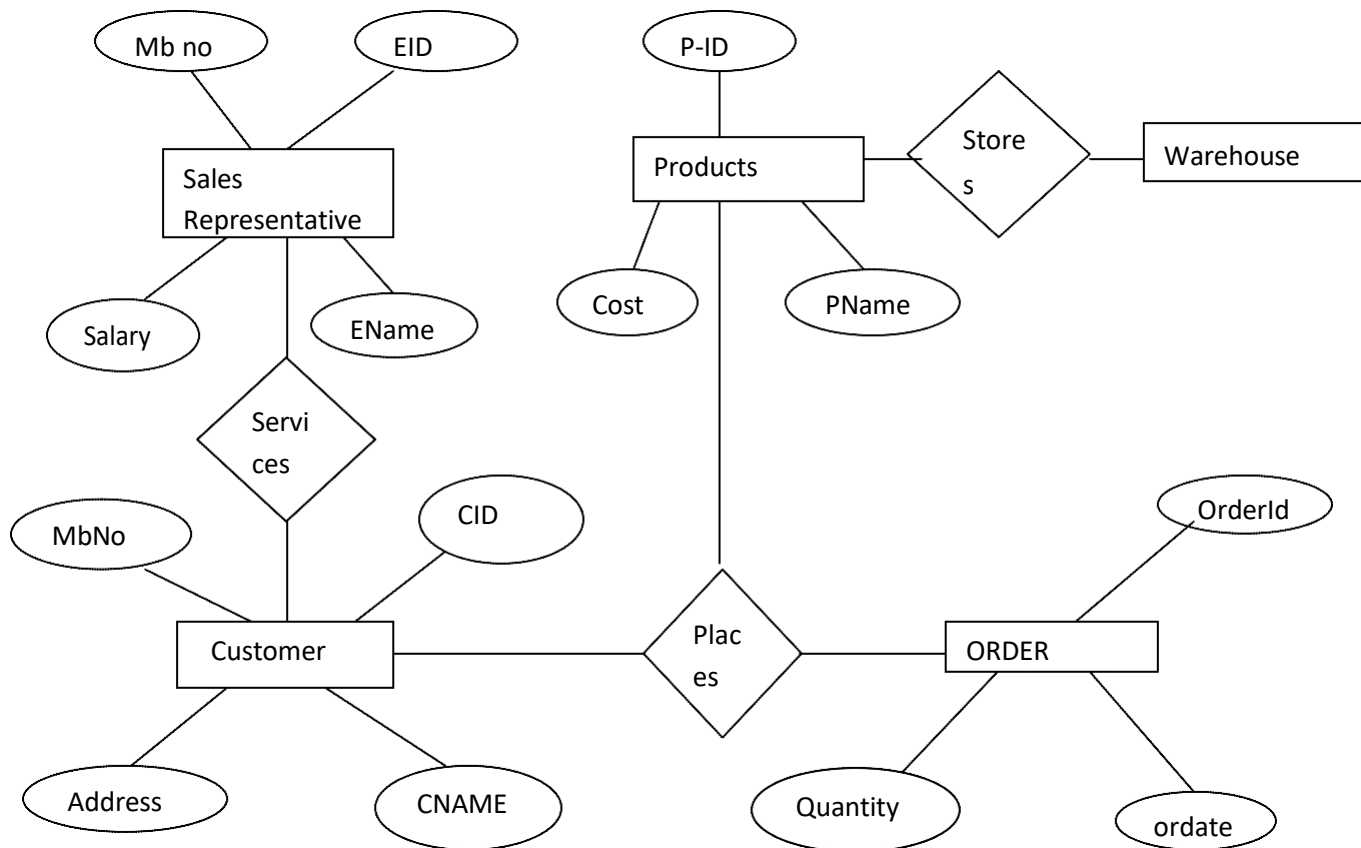 Mb no
EID
P-ID
Store
s
Warehouse
Products
Sales
Representative
Cost
PName
Salary
EName
Servi
ces
MbNo
CID
OrderId
Customer
Plac
es
ORDER
Address
CNAME
Quantity
ordate